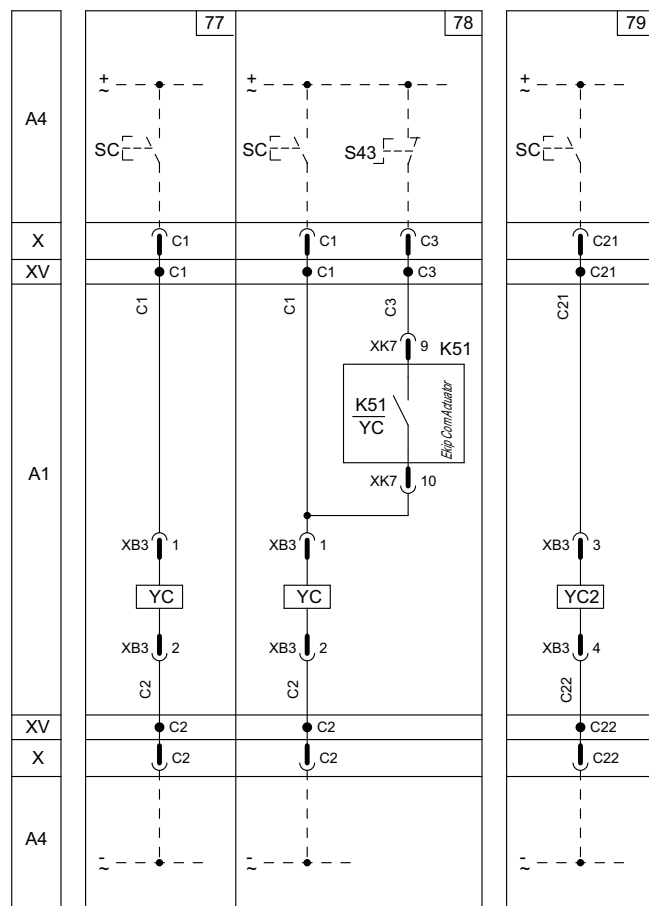 77
78
79
A4
+
~
+
~
+
~
SC
SC
S43
SC
X
C1
C1
C3
C21
XV
C1
C1
C3
C21
C1
C1
C3
C21
XK7
9
K51
K51
YC
Ekip Com Actuator
XK7
10
A1
XB3
1
XB3
1
XB3
3
YC
YC
YC2
XB3
2
XB3
2
XB3
4
C2
C2
C22
XV
C2
C2
C22
X
C2
C2
C22
A4
-
~
-
~
-
~